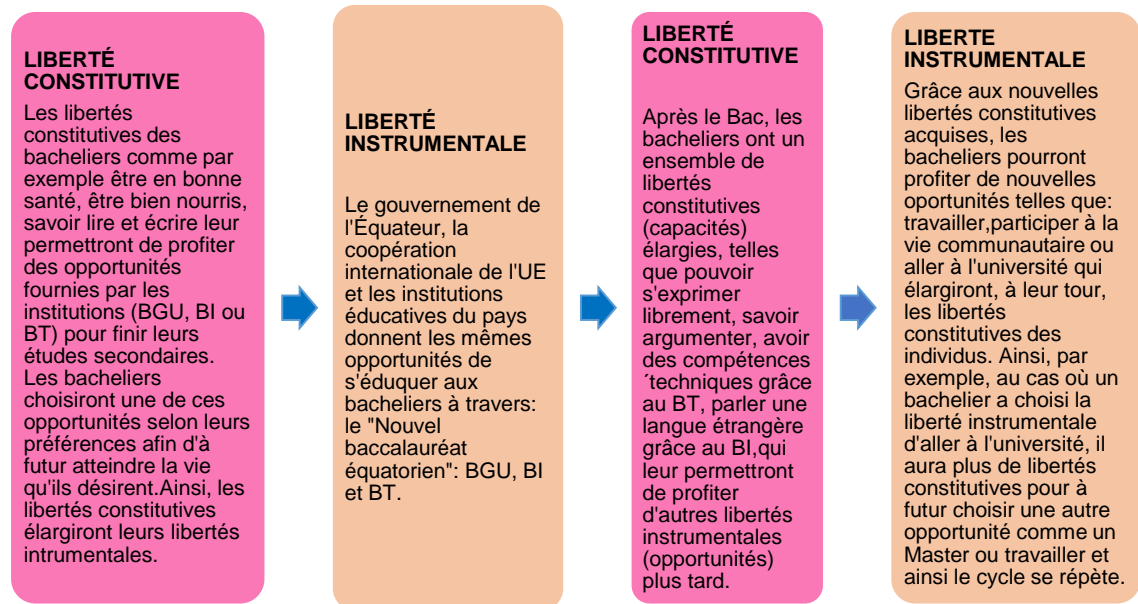 LIBERTÉ
CONSTITUTIVE
Les libertés
constitutives des
bacheliers comme par
exemple être en bonne
santé, être bien nourris,
savoir lire et écrire leur
permettront de profiter
des opportunités
fournies par les
institutions (BGU, BI ou
BT) pour finir leurs
études secondaires.
Les bacheliers
choisiront une de ces
opportunités selon leurs
préférences afin d'à
futur atteindre la vie
qu'ils désirent.Ainsi, les
libertés constitutives
élargiront leurs libertés
intrumentales.
LIBERTÉ
INSTRUMENTALE
Le gouvernement de
l'Équateur, la
coopération
internationale de l'UE
et les institutions
éducatives du pays
donnent les mêmes
opportunités de
s'éduquer aux
bacheliers à travers:
le "Nouvel
baccalauréat
équatorien": BGU, BI
et BT.
LIBERTÉ
CONSTITUTIVE
Après le Bac, les
bacheliers ont un
ensemble de
libertés
constitutives
(capacités)
élargies, telles
que pouvoir
s'exprimer
librement, savoir
argumenter, avoir
des compétences
´techniques grâce
au BT, parler une
langue étrangère
grâce au BI,qui
leur permettront
de profiter
d'autres libertés
instrumentales
(opportunités)
plus tard.
LIBERTE
INSTRUMENTALE
Grâce aux nouvelles
libertés constitutives
acquises, les
bacheliers pourront
profiter de nouvelles
oportunités telles que:
travailler,participer à la
vie communautaire ou
aller à l'université qui
élargiront, à leur tour,
les libertés
constitutives des
individus. Ainsi, par
exemple, au cas où un
bachelier a choisi la
liberté instrumentale
d'aller à l'université, il
aura plus de libertés
constitutives pour à
futur choisir une autre
opportunité comme un
Master ou travailler et
ainsi le cycle se répète.